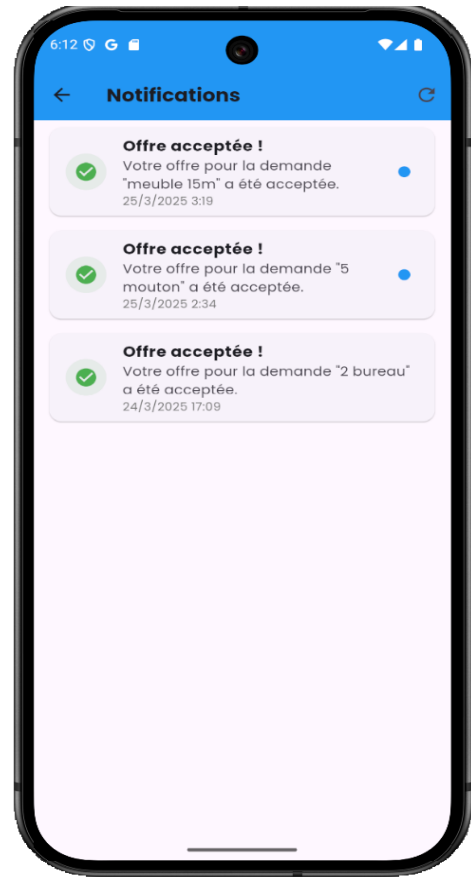 6:12 G
Notifications
Offre acceptée !
Votre offre pour la demande
"meuble 15m" a été acceptée.
25/3/2025 3:19
Offre acceptée !
Votre offre pour la demande "5
mouton" a été acceptée.
25/3/2025 2:34
Offre acceptée !
Votre offre pour la demande "2 bureau"
a été acceptée.
24/3/2025 17:09